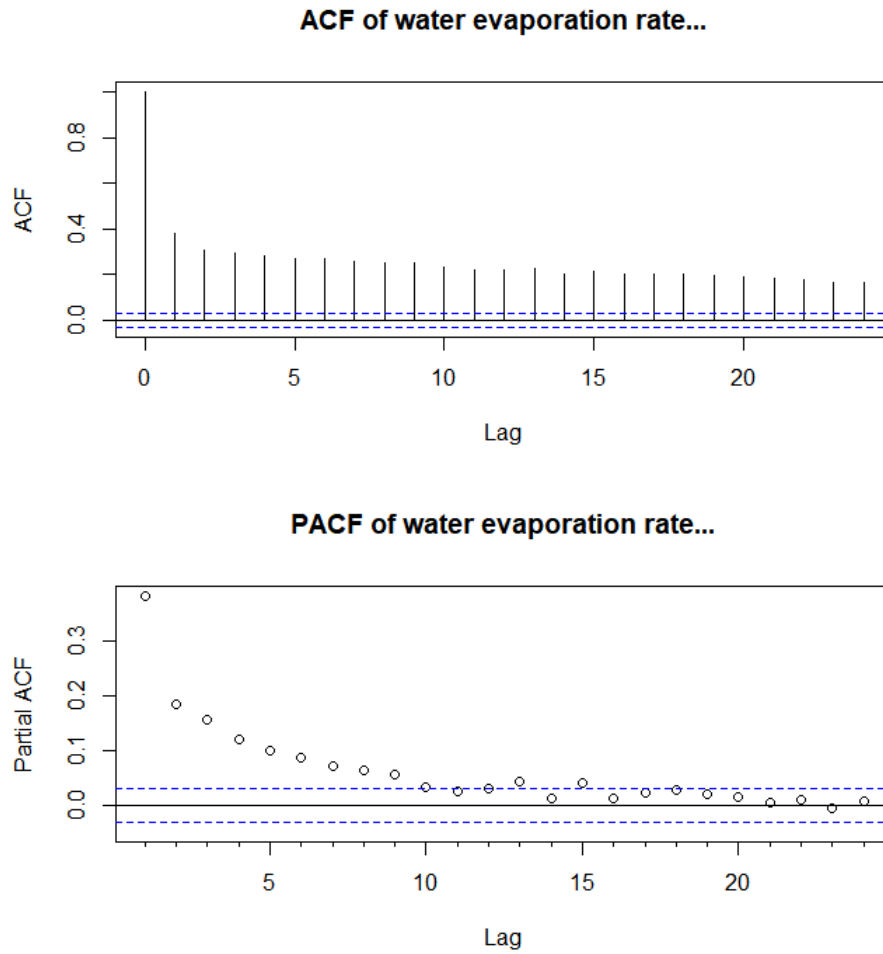 ACF of water evaporation rate...
ACF
0.8
0.4
0.0
0 5 10 15 20
Lag
PACF of water evaporation rate...
Partial ACF
0.3
0.2
0.1
0.0
5 10 15 20
Lag